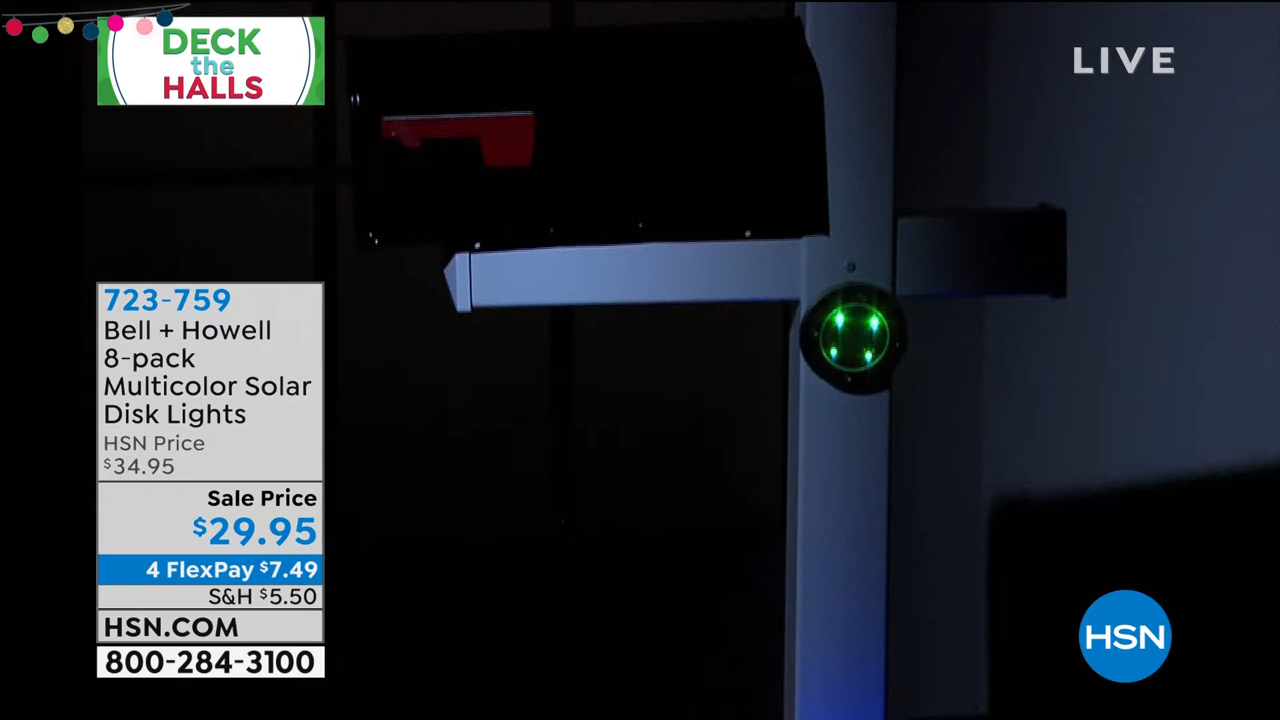 DECK
the
HALLS
LIVE
723-759
Bell + Howell
8-pack
Multicolor Solar
Disk Lights
HSN Price
$34.95
Sale Price
$29.95
4 FlexPay $7.49
S&H $5.50
HSN.COM
800-284-3100
HSN